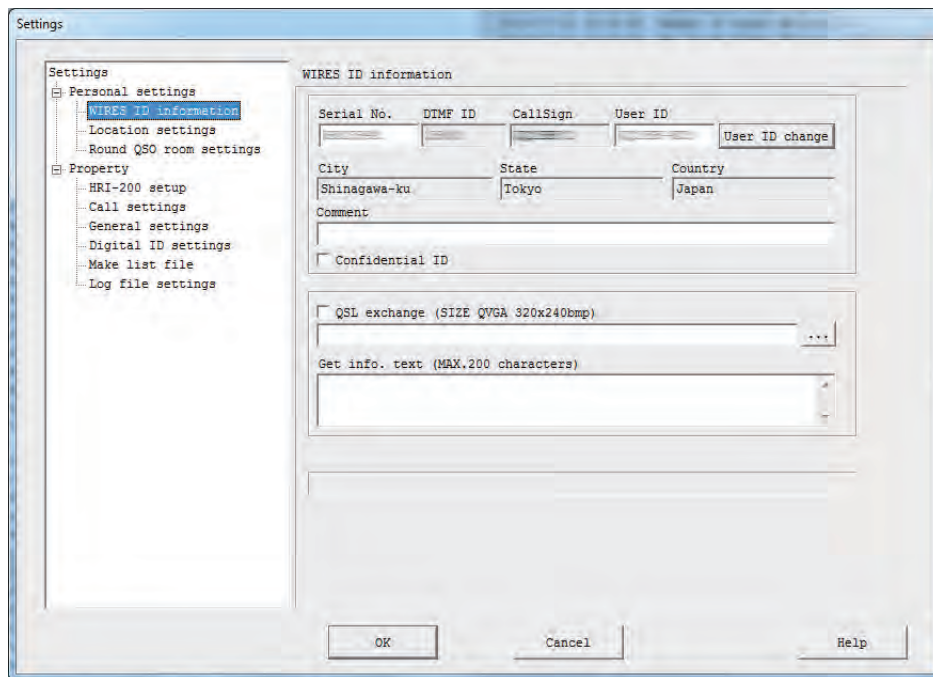 Settings
Settings
Personal settings
WIRES ID information
Location settings
Round QSO room settings
Property
HRI-200 setup
Call settings
General settings
Digital ID settings
Make list file
Log file settings
WIRES ID information
Serial No. DTMF ID CallSign User ID
User ID change
City State Country
Shinagawa-ku Tokyo Japan
Comment
Confidential ID
QSL exchange (SIZE QVGA 320x240bmp)
...
Get info. text (MAX.200 characters)
OK Cancel Help